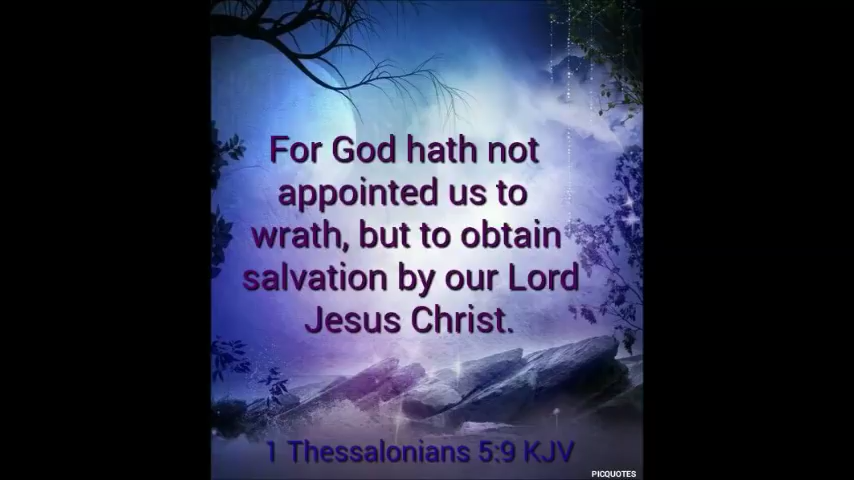 For God hath not
appointed us to
wrath, but to obtain
salvation by our Lord
Jesus Christ.
1 Thessalonians 5:9 KJV
PICQUOTES